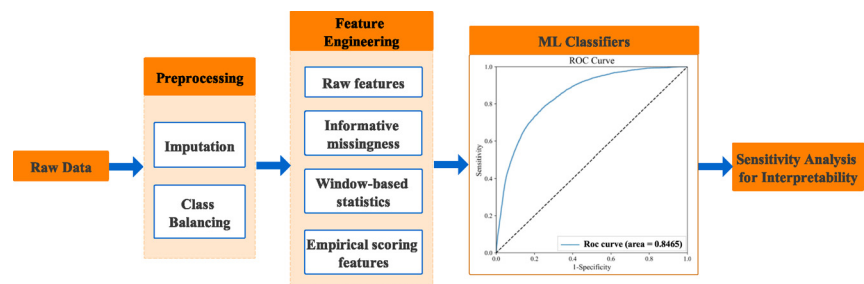 Raw Data
Preprocessing
Imputation
Class
Balancing
Feature
Engineering
Raw features
Informative
missingness
Window-based
statistics
Empirical scoring
features
ML Classifiers
ROC Curve
1.0
0.8
0.6
0.4
0.2
0.0
Sensitivity
Roc curve (area = 0.8465)
0.0 0.2 0.4 0.6 0.8 1.0
1-Specificity
Sensitivity Analysis
for Interpretability